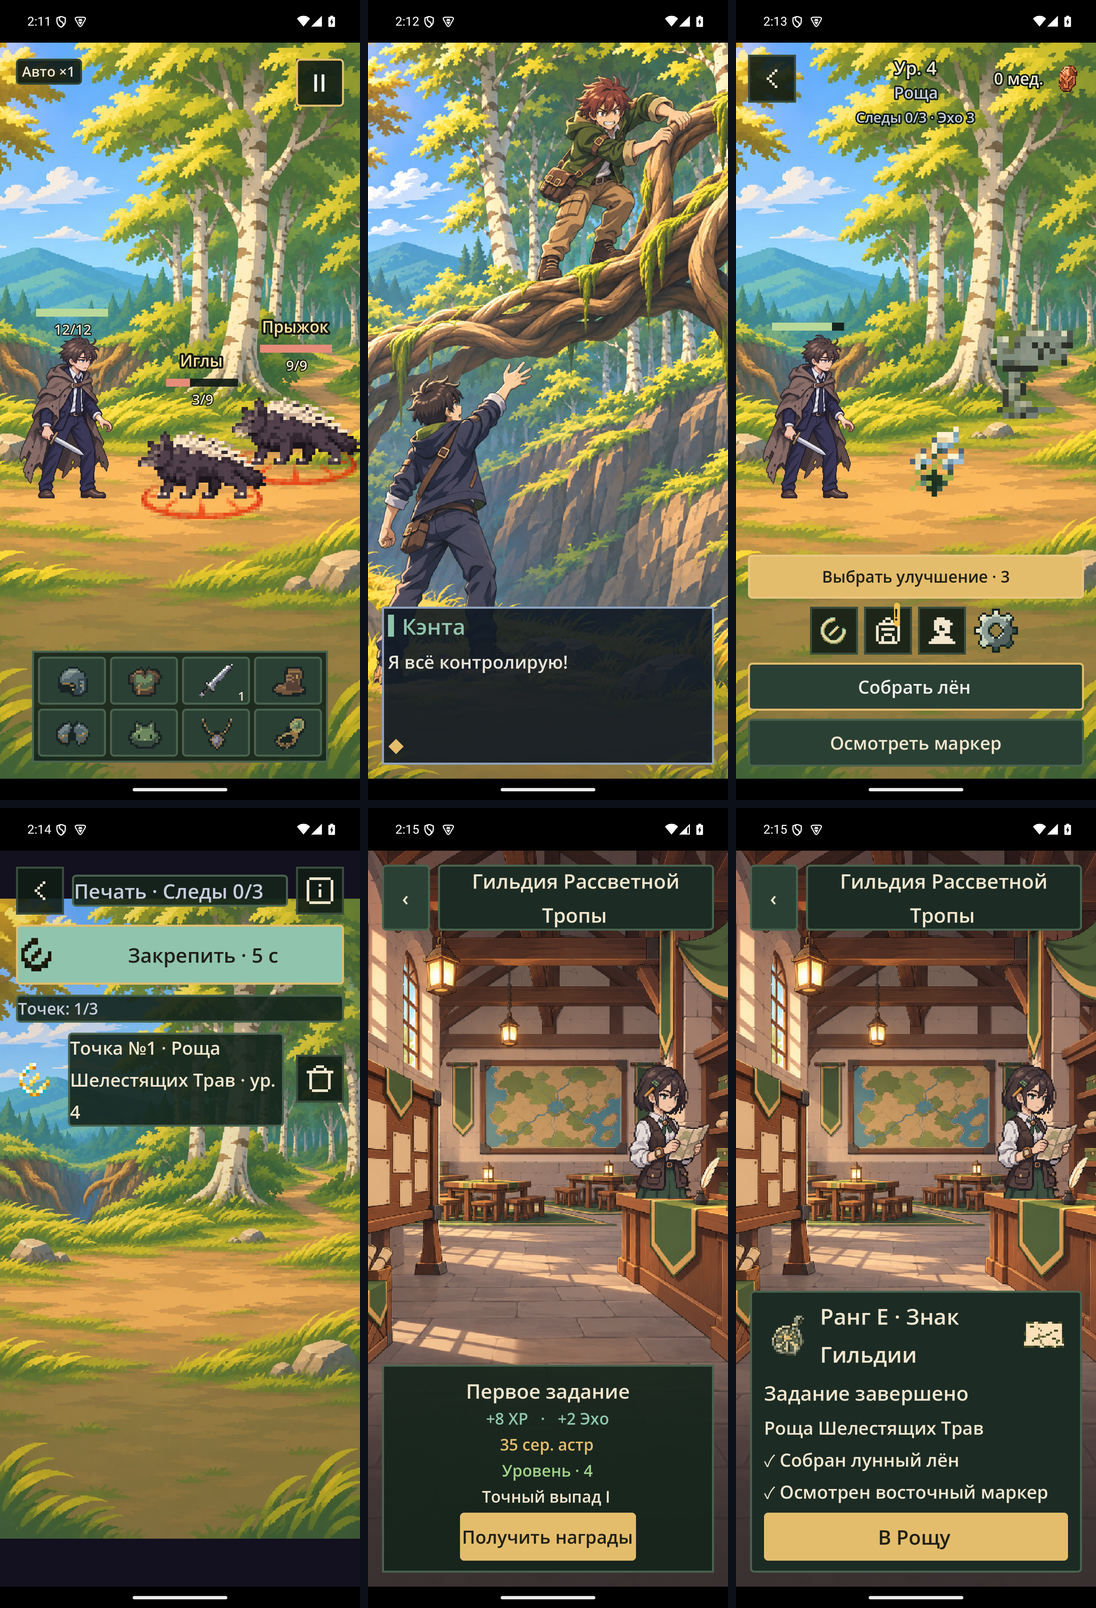 2:11
Авто ×1
12/12
Прыжок
9/9
Иглы
3/9
1
2:12
Кэнта
Я всё контролирую!
2:13
Ур. 4
Роща
0 мед.
Следы 0/3 · Эхо 3
Выбрать улучшение · 3
Собрать лён
Осмотреть маркер
2:14
Печать · Следы 0/3
Закрепить · 5 с
Точек: 1/3
Точка №1 · Роща
Шелестящих Трав · ур.
4
2:15
Гильдия Рассветной
Тропы
Первое задание
+8 XP · +2 Эхо
35 сер. астр
Уровень · 4
Точный выпад I
Получить награды
2:15
Гильдия Рассветной
Тропы
Ранг E · Знак
Гильдии
Задание завершено
Роща Шелестящих Трав
✓ Собран лунный лён
✓ Осмотрен восточный маркер
В Рощу